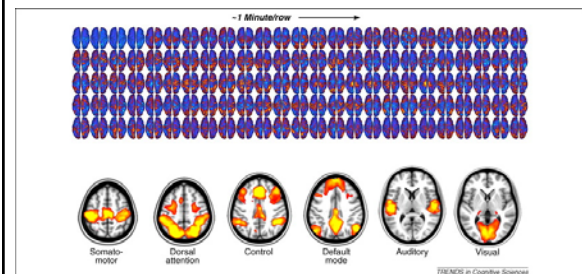 ~1 Minute/row
Somato-
motor
Dorsal
attention
Control
Default
mode
Auditory
Visual
TRENDS in Cognitive Sciences